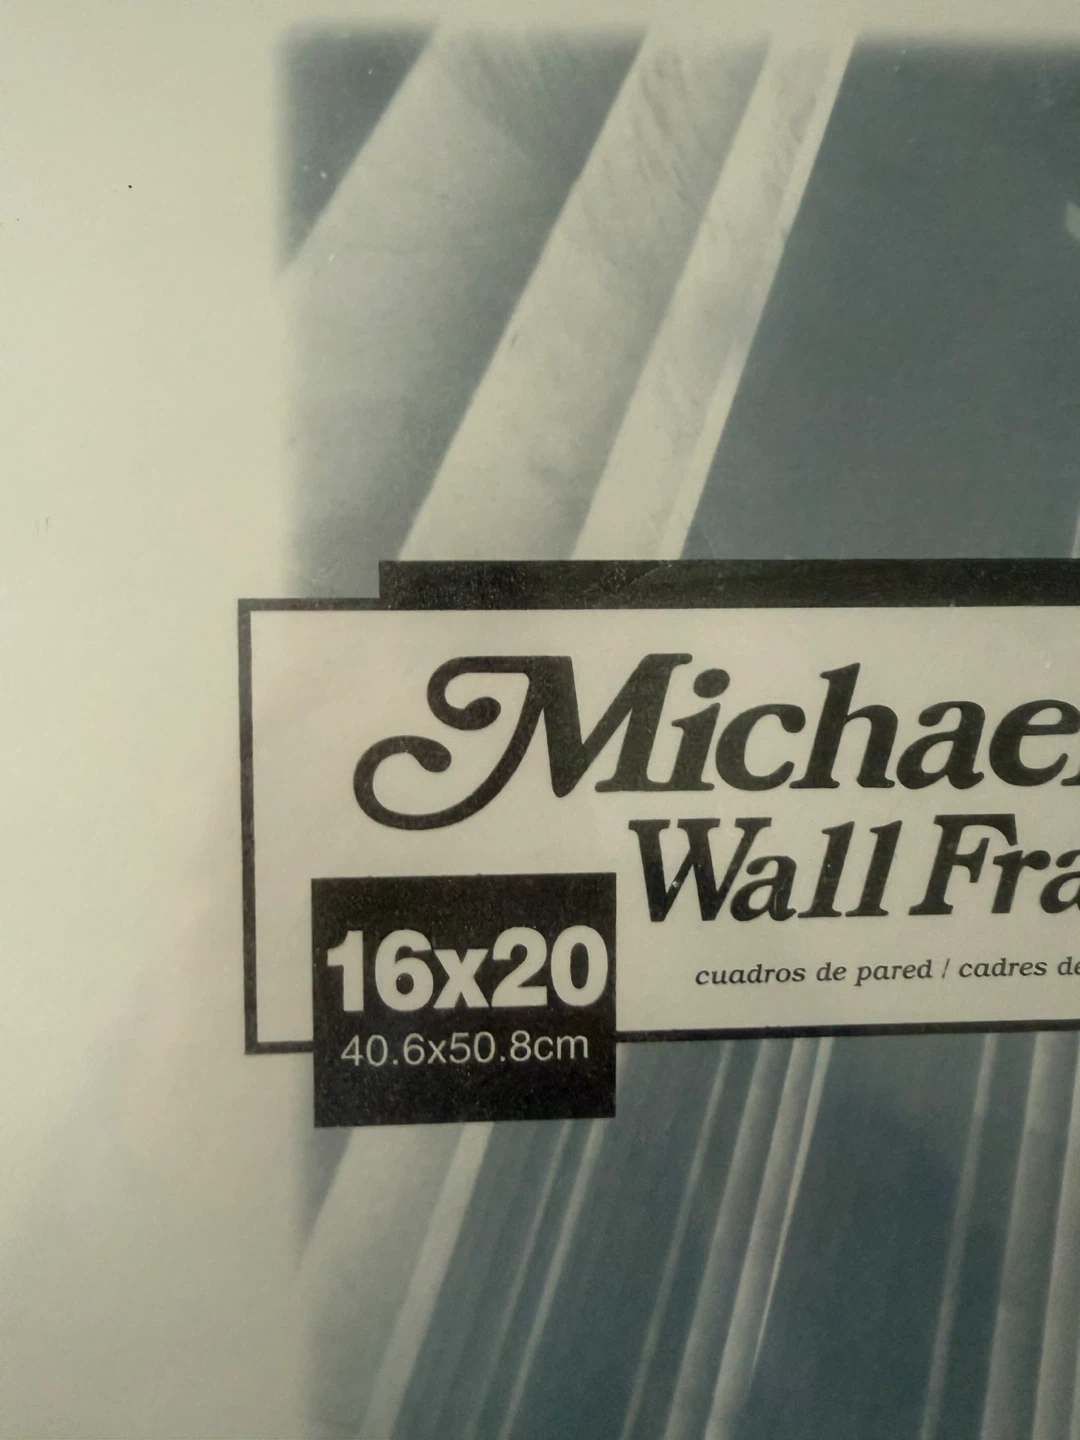 Michae
Wall Fra
cuadros de pared / cadres de
16x20
40.6x50.8cm